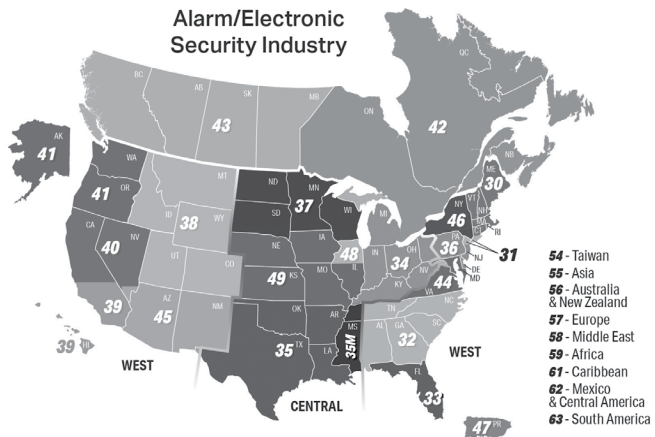 Alarm/Electronic
Security Industry
QC
BC
AB
SK
MB
ON
43
42
NB
AK
41
WA
MT
ND
MN
ME
30
41
OR
ID
38
WY
SD
37
WI
MI
NY
46
VT
NH
MA
CT
RI
CA
NV
40
NE
IA
48
IN
OH
34
PA
36
31
NJ
DE
MD
UT
CO
49
KS
MO
IL
KY
NV
44
VA
39
AZ
45
NM
OK
AR
TN
NC
39
HI
35
TX
LA
MS
35M
AL
GA
32
SC
WEST
WEST
CENTRAL
FL
33
47
PR
54 - Taiwan
55 - Asia
56 - Australia
& New Zealand
57 - Europe
58 - Middle East
59 - Africa
61 - Caribbean
62 - Mexico
& Central America
63 - South America